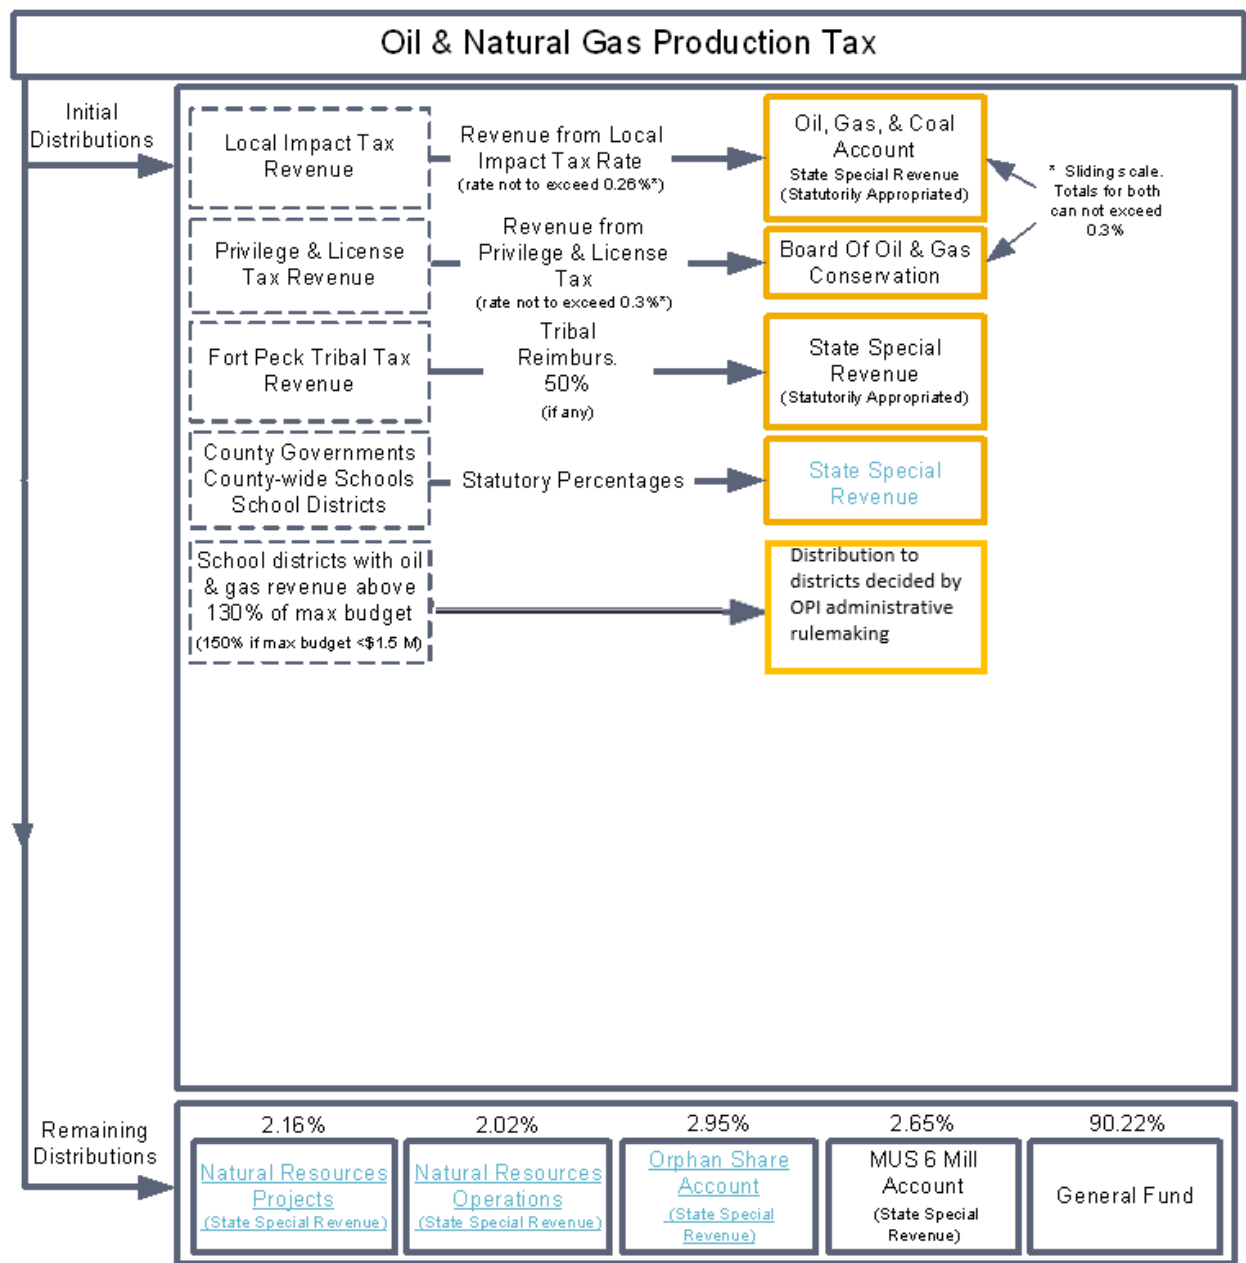 Oil & Natural Gas Production Tax
Initial
Distributions
Local Impact Tax
Revenue
Revenue from Local
Impact Tax Rate
(rate not to exceed 0.26%*)
Oil, Gas, & Coal
Account
State Special Revenue
(Statutorily Appropriated)
* Sliding scale.
Totals for both
can not exceed
0.3%
Privilege & License
Tax Revenue
Revenue from
Privilege & License
Tax
(rate not to exceed 0.3%*)
Board Of Oil & Gas
Conservation
Fort Peck Tribal Tax
Revenue
Tribal
Reimburs.
50%
(if any)
State Special
Revenue
(Statutorily Appropriated)
County Governments
County-wide Schools
School Districts
Statutory Percentages
State Special
Revenue
School districts with oil
& gas revenue above
130% of max budget
(150% if max budget <$1.5 M)
Distribution to
districts decided by
OPI administrative
rulemaking
Remaining
Distributions
2.16%
Natural Resources
Projects
(State Special Revenue)
2.02%
Natural Resources
Operations
(State Special Revenue)
2.95%
Orphan Share
Account
(State Special
Revenue)
2.65%
MUS 6 Mill
Account
(State Special
Revenue)
90.22%
General Fund